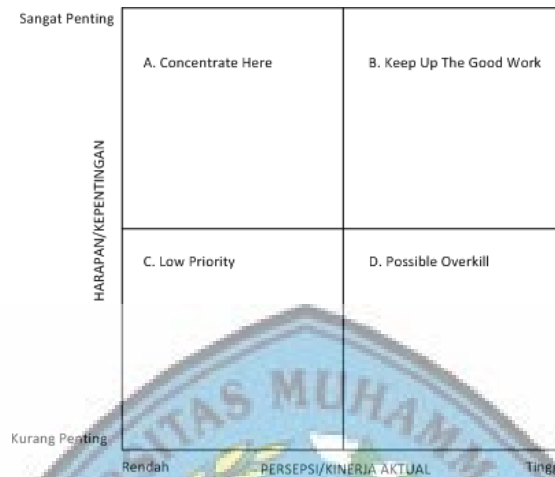 Sangat Penting
A. Concentrate Here
B. Keep Up The Good Work
HARAPAN/KEPENTINGAN
C. Low Priority
D. Possible Overkill
MUHAMM
Kurang Penting
Rendah
PERSEPSI/KINERJA AKTUAL